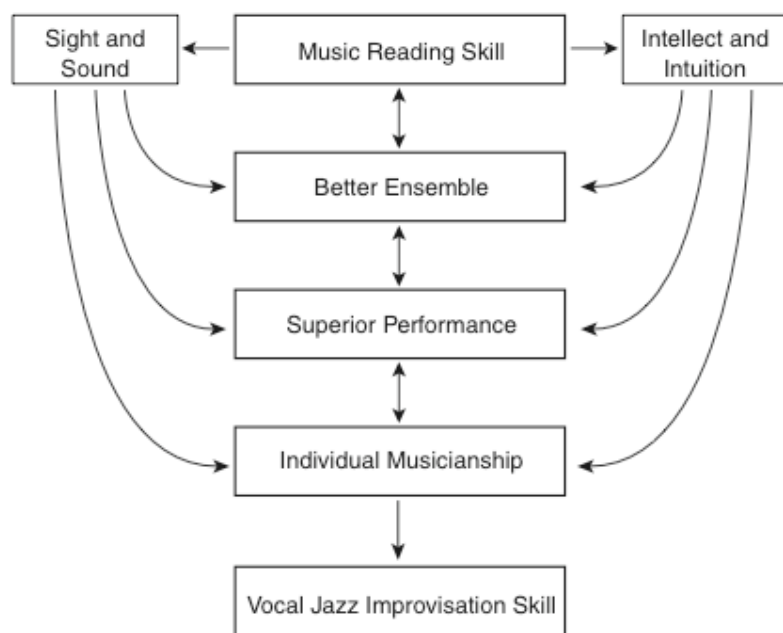 Sight and
Sound
Music Reading Skill
Intellect and
Intuition
Better Ensemble
Superior Performance
Individual Musicianship
Vocal Jazz Improvisation Skill